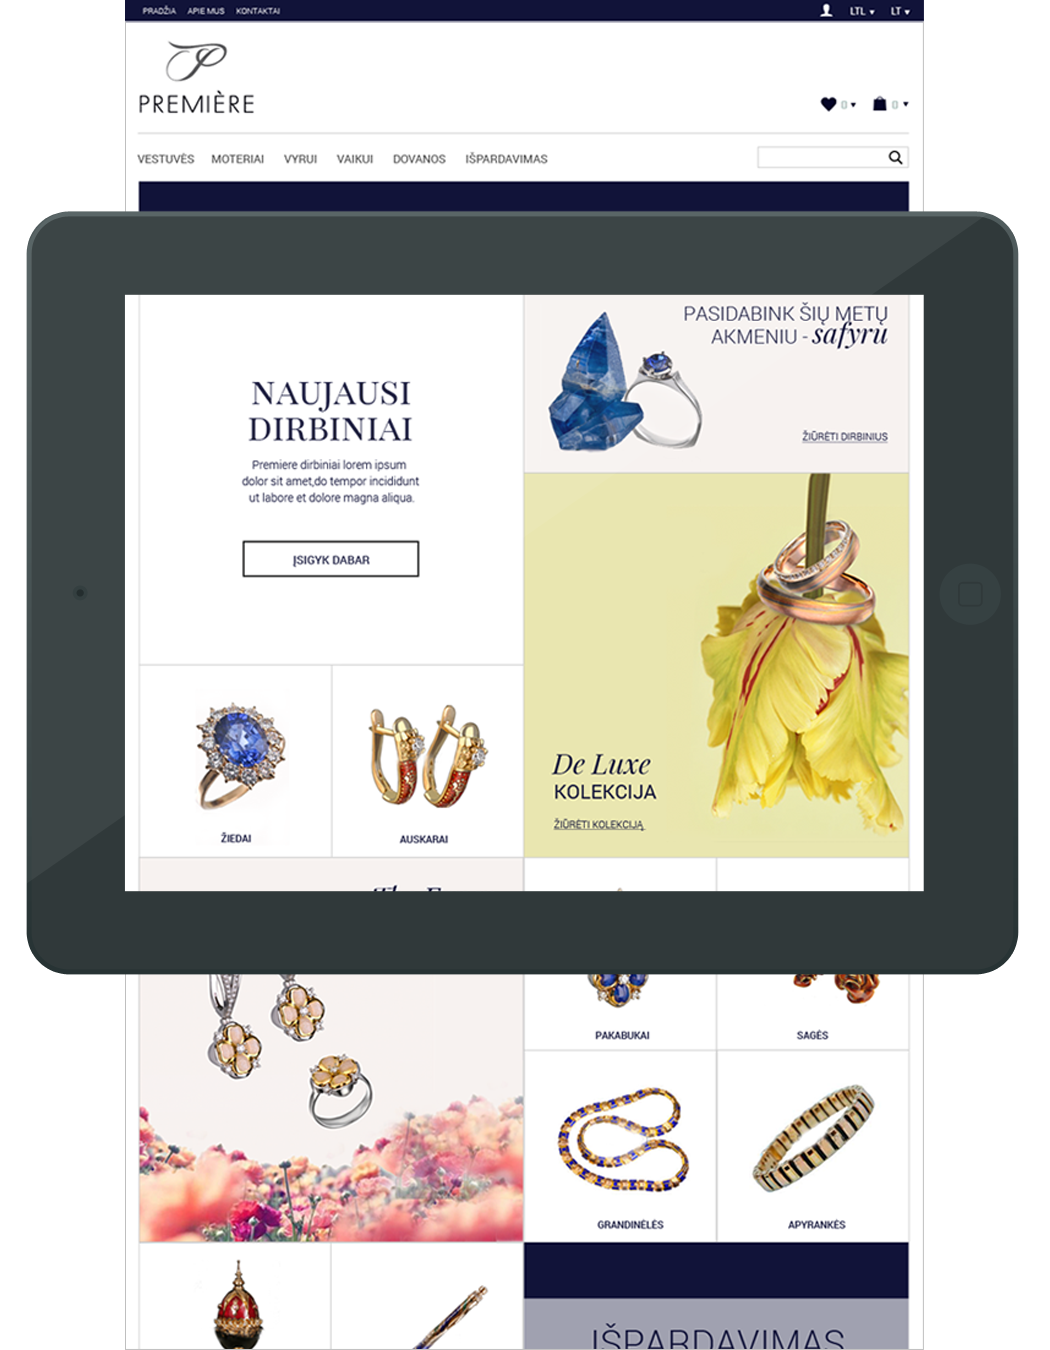 PRADŽIA APIE MUS KONTAKTAI LTL LT
PREMIÈRE
0 0
VESTUVĖS MOTERIAI VYRUI VAIKUI DOVANOS IŠPARDAVIMAS
PASIDABINK ŠIŲ METŲ
AKMENIU - safyru
ŽIŪRĖTI DIRBINIUS
NAUJAUSI
DIRBINIAI
Premiere dirbiniai lorem ipsum
dolor sit amet,do tempor incididunt
ut labore et dolore magna aliqua.
ĮSIGYK DABAR
De Luxe
KOLEKCIJA
ŽIŪRĖTI KOLEKCIJĄ
ŽIEDAI
AUSKARAI
PAKABUKAI
SAGĖS
GRANDINĖLĖS
APYRANKĖS
IŠPARDAVIMAS